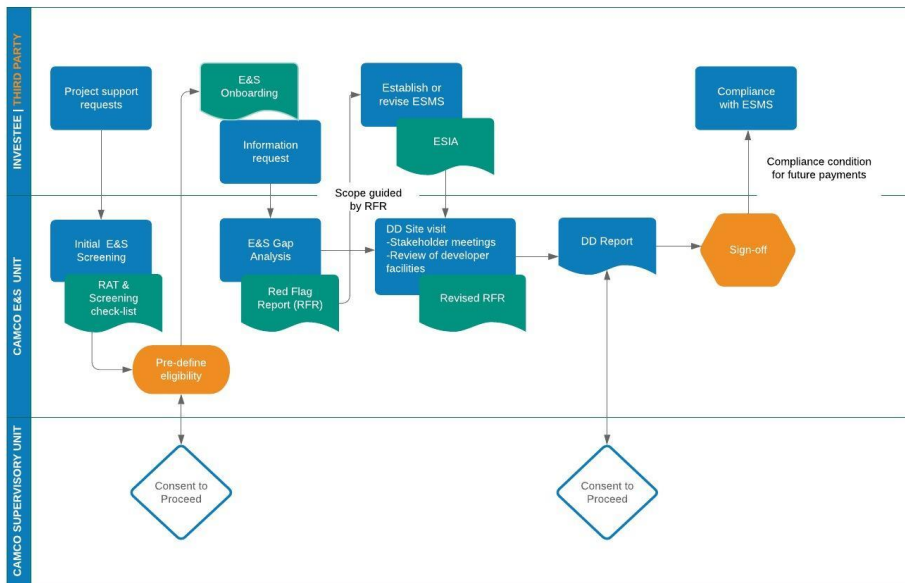 INVESTEE | THIRD PARTY
Project support
requests
E&S
Onboarding
Information
request
Establish or
revise ESMS
ESIA
Compliance
with ESMS
Compliance condition
for future payments
Scope guided
by RFR
CAMCO E&S UNIT
Initial E&S
Screening
RAT &
Screening
check-list
Pre-define
eligibility
E&S Gap
Analysis
Red Flag
Report (RFR)
DD Site visit
-Stakeholder meetings
-Review of developer
facilities
Revised RFR
DD Report
Sign-off
CAMCO SUPERVISORY UNIT
Consent to
Proceed
Consent to
Proceed